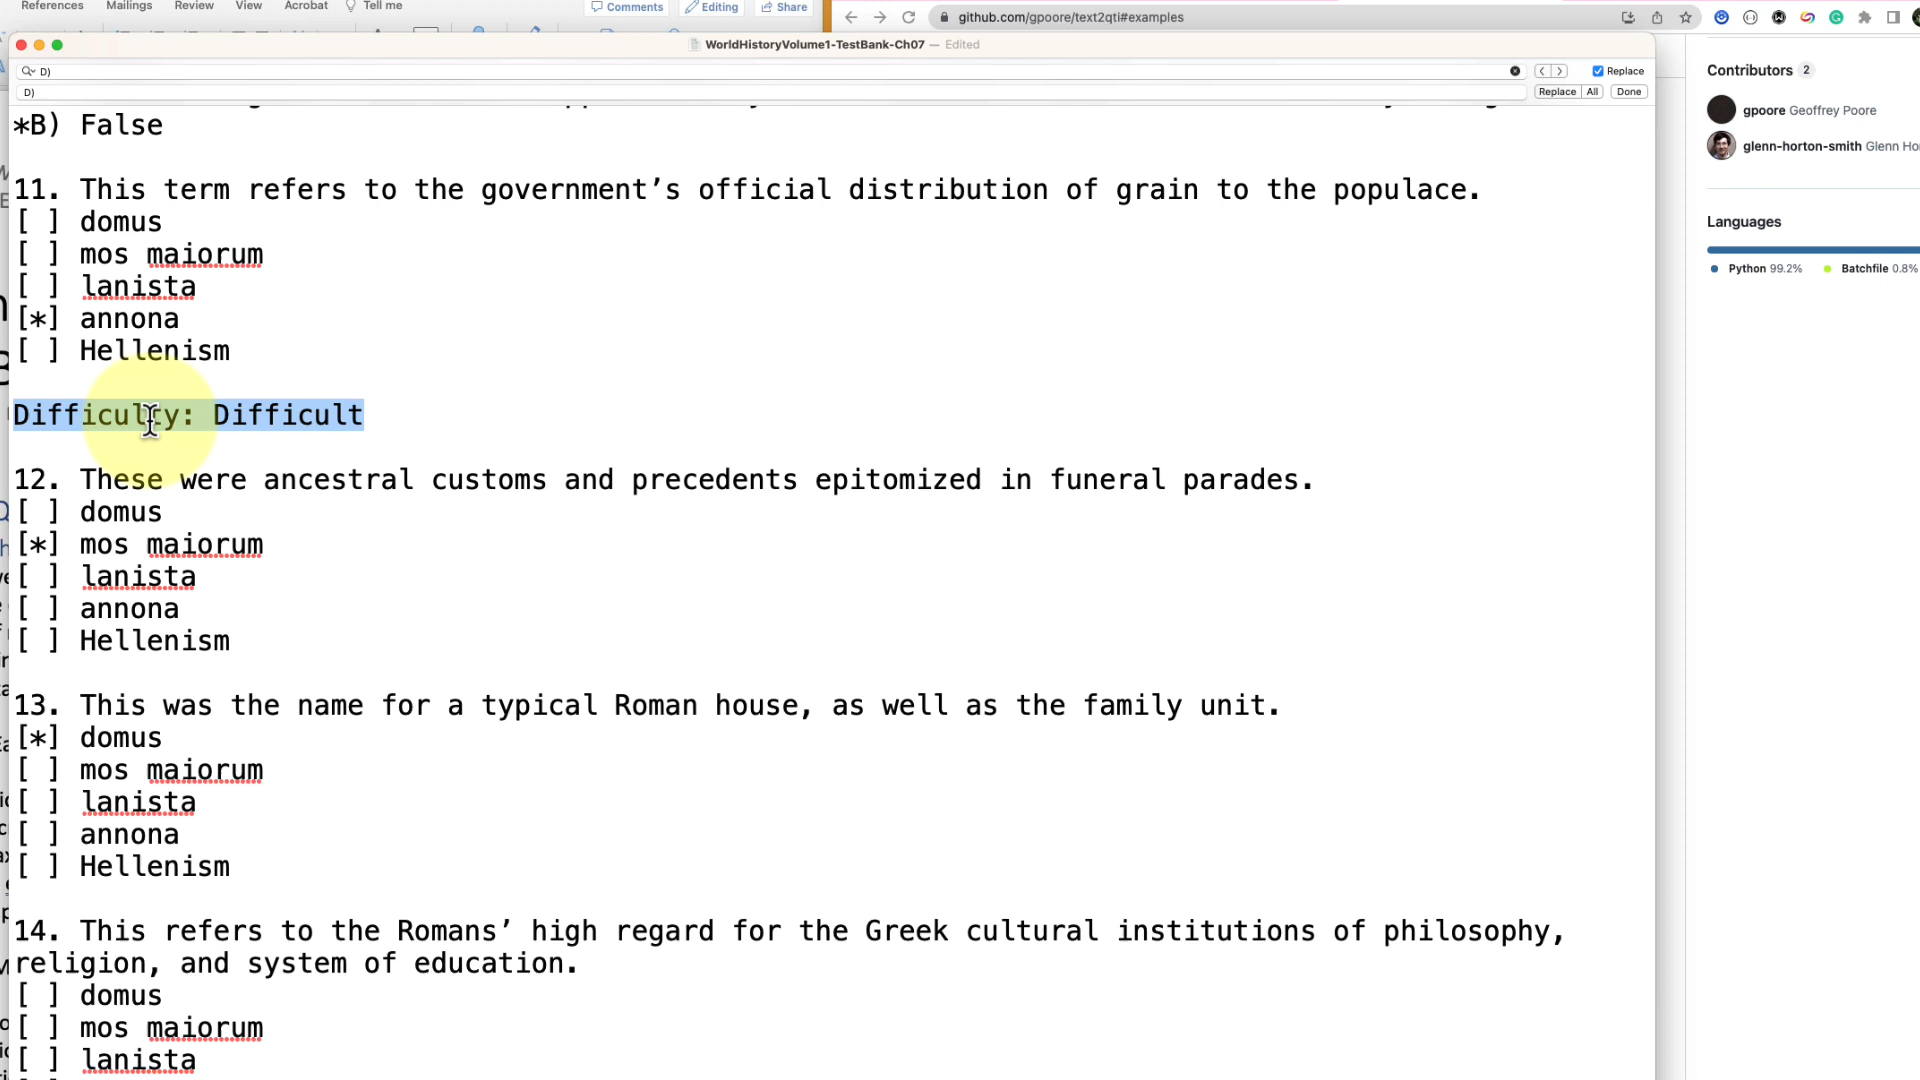 References Mailings Review View Acrobat Tell me Comments Editing Share
github.com/gpoore/text2qti#examples
WorldHistoryVolume1-TestBank-Ch07 — Edited
D) Replace
D) Replace All Done
*B) False
11. This term refers to the government’s official distribution of grain to the populace.
[ ] domus
[ ] mos maiorum
[ ] lanista
[*] annona
[ ] Hellenism
Difficulty: Difficult
12. These were ancestral customs and precedents epitomized in funeral parades.
[ ] domus
[*] mos maiorum
[ ] lanista
[ ] annona
[ ] Hellenism
13. This was the name for a typical Roman house, as well as the family unit.
[*] domus
[ ] mos maiorum
[ ] lanista
[ ] annona
[ ] Hellenism
14. This refers to the Romans’ high regard for the Greek cultural institutions of philosophy,
religion, and system of education.
[ ] domus
[ ] mos maiorum
[ ] lanista
Contributors 2
gpoore Geoffrey Poore
glenn-horton-smith Glenn Ho
Languages
Python 99.2% Batchfile 0.8%